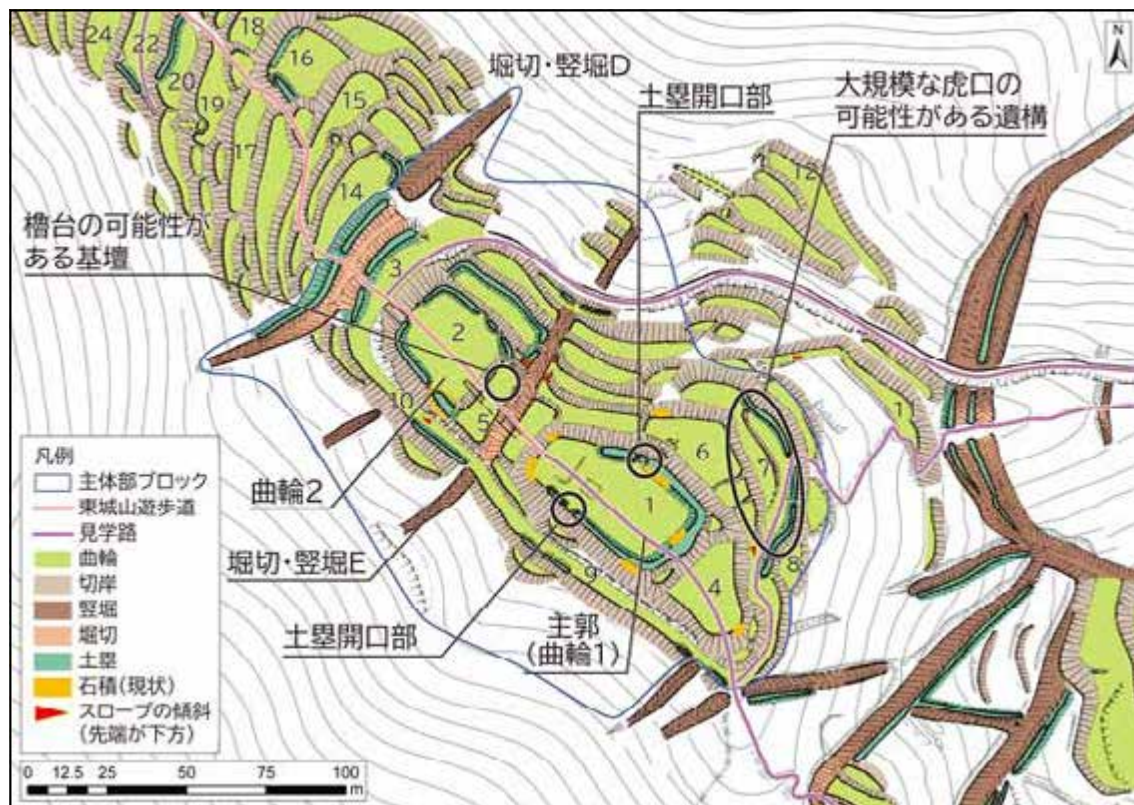 24
22
18
16
20
19
15
17
14
堀切・竪堀D
土塁開口部
大規模な虎口の
可能性がある遺構
N
12
櫓台の可能性が
ある基壇
3
2
10
5
6
7
1
8
9
4
11
曲輪2
堀切・竪堀E
土塁開口部
主郭
(曲輪1)
凡例
主体部ブロック
東城山遊歩道
見学路
曲輪
切岸
竪堀
堀切
土塁
石積(現状)
スロープの傾斜
(先端が下方)
0 12.5 25 50 75 100
m